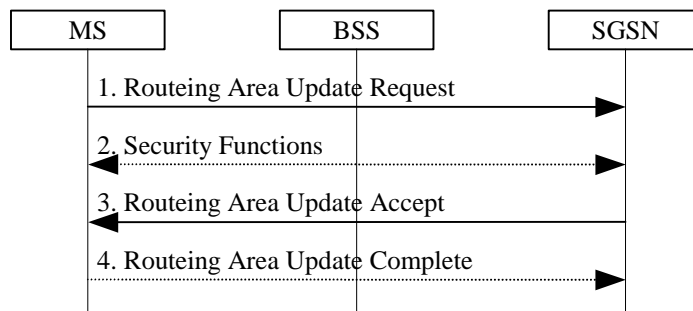 MS
BSS
SGSN
1. Routeing Area Update Request
2. Security Functions
3. Routeing Area Update Accept
4. Routeing Area Update Complete